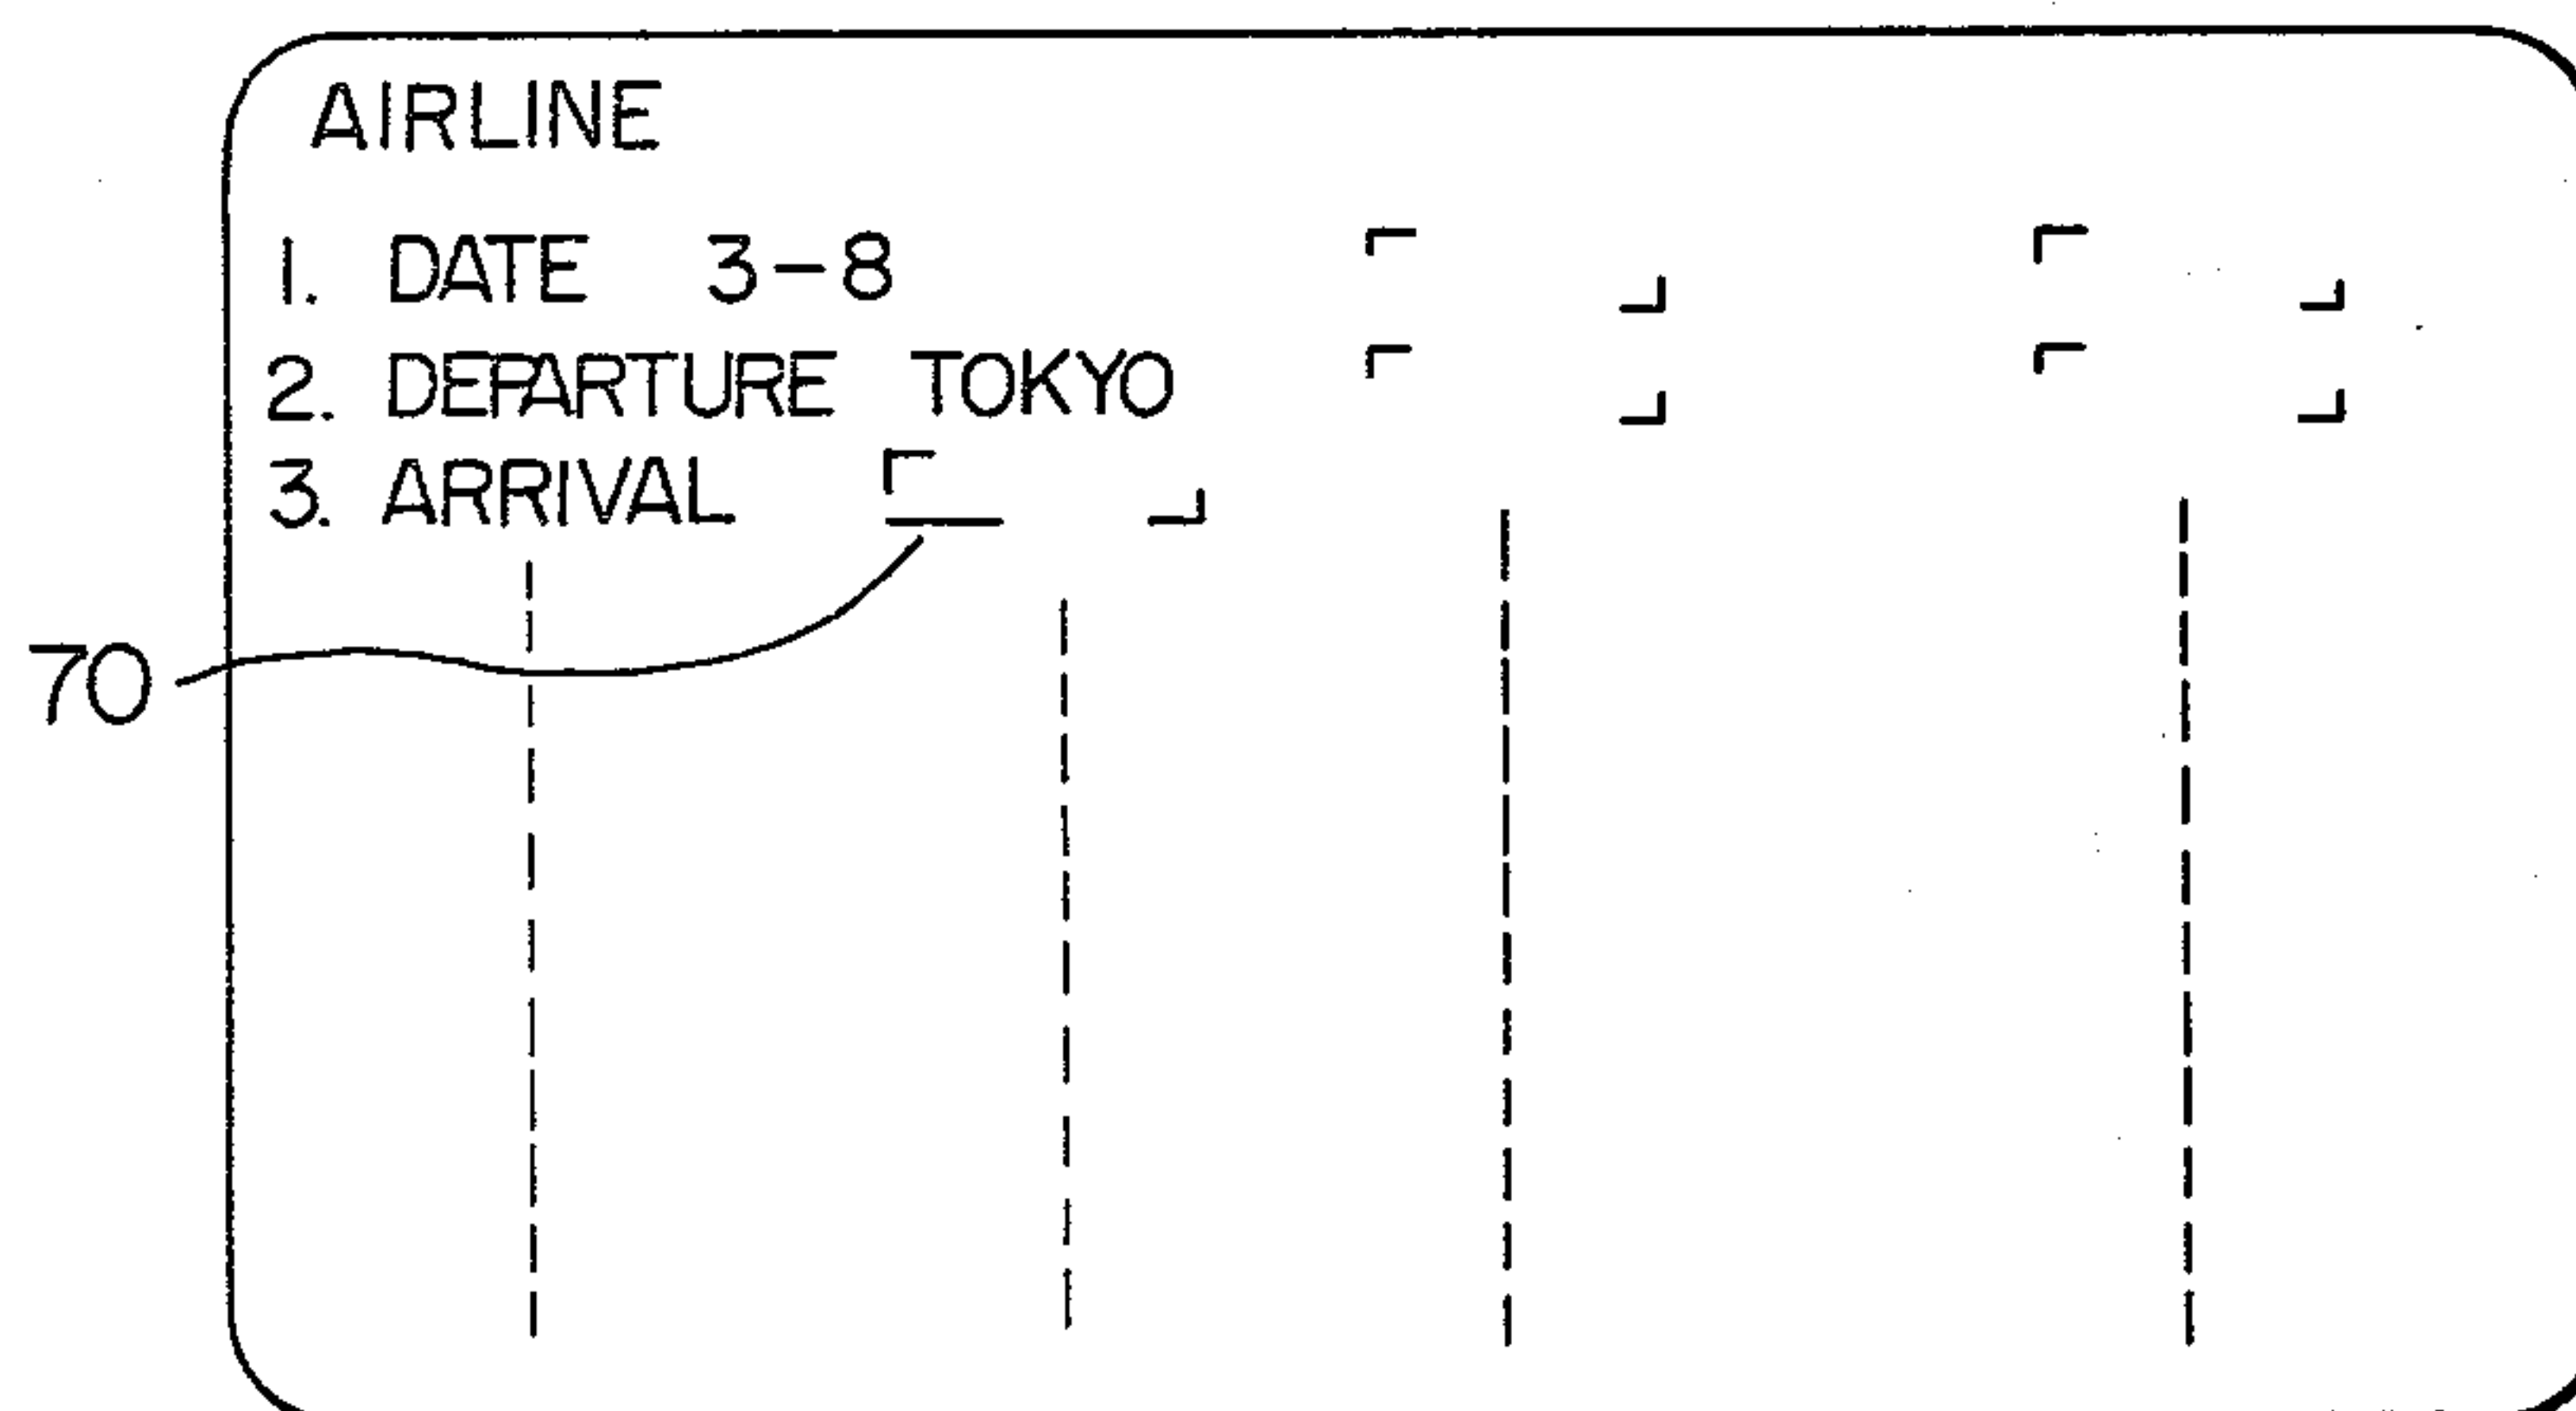 AIRLINE
1. DATE 3-8
2. DEPARTURE TOKYO
3. ARRIVAL
70